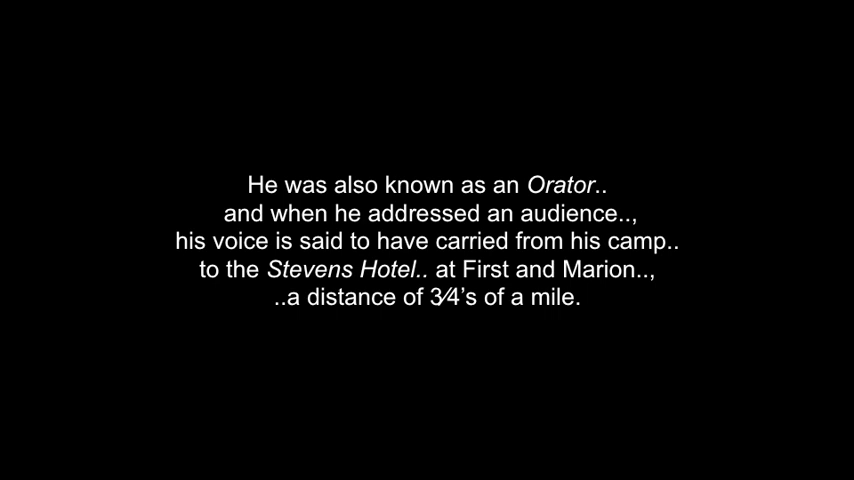 He was also known as an Orator..
and when he addressed an audience..,
his voice is said to have carried from his camp..
to the Stevens Hotel.. at First and Marion..,
..a distance of 3⁄4’s of a mile.